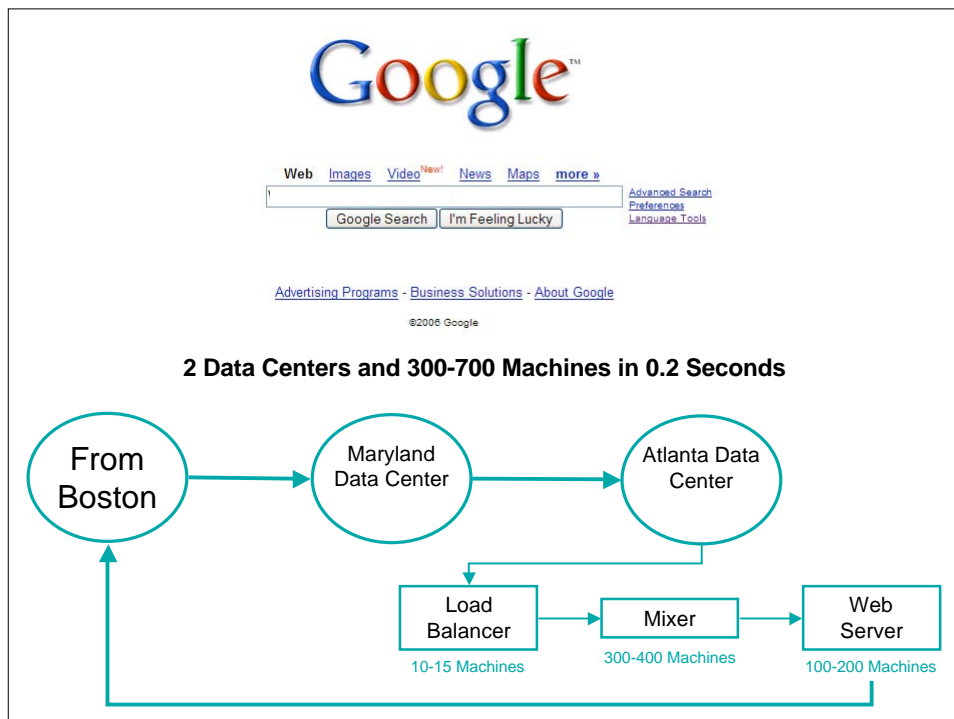 Google™
Web Images Video New! News Maps more »
Advanced Search
Preferences
Language Tools
Google Search I'm Feeling Lucky
Advertising Programs - Business Solutions - About Google
©2006 Google
2 Data Centers and 300-700 Machines in 0.2 Seconds
From
Boston
Maryland
Data Center
Atlanta Data
Center
Load
Balancer
10-15 Machines
Mixer
300-400 Machines
Web
Server
100-200 Machines